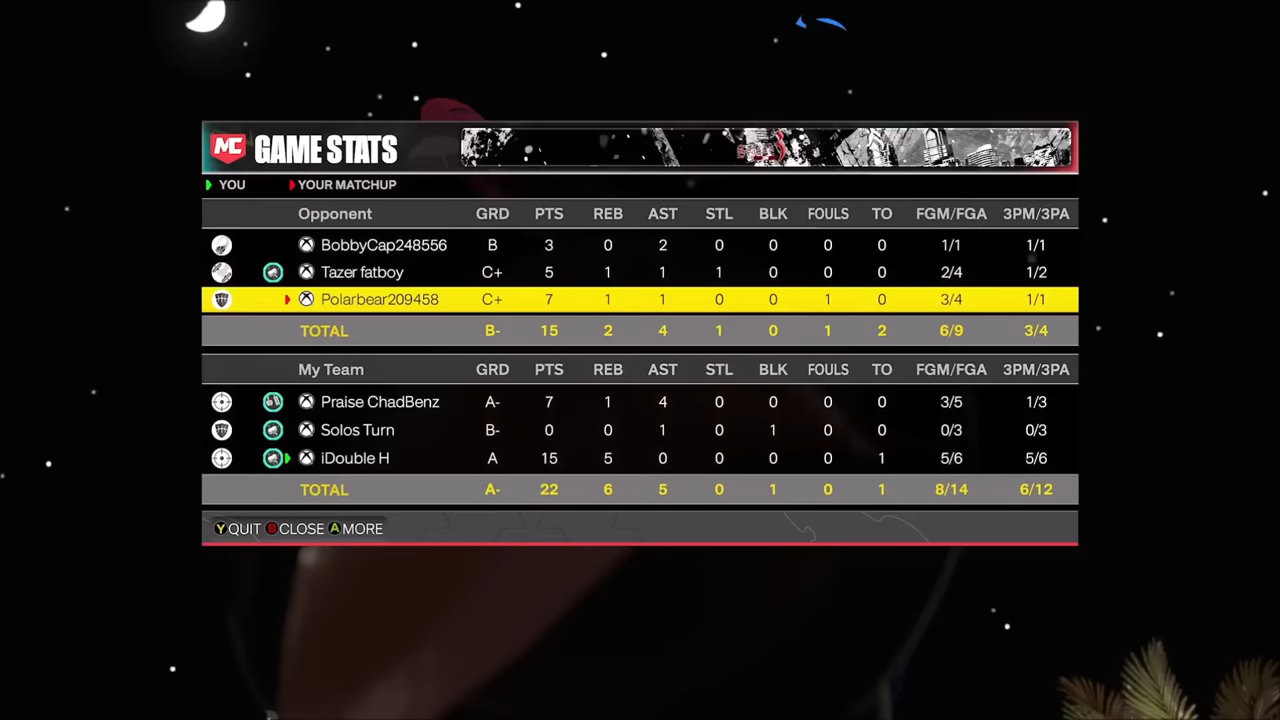 MC GAME STATS
YOU YOUR MATCHUP
Opponent GRD PTS REB AST STL BLK FOULS TO FGM/FGA 3PM/3PA
BobbyCap248556 B 3 0 2 0 0 0 0 1/1 1/1
Tazer fatboy C+ 5 1 1 1 0 0 0 2/4 1/2
Polarbear209458 C+ 7 1 1 0 0 1 0 3/4 1/1
TOTAL B- 15 2 4 1 0 1 2 6/9 3/4
My Team GRD PTS REB AST STL BLK FOULS TO FGM/FGA 3PM/3PA
Praise ChadBenz A- 7 1 4 0 0 0 0 3/5 1/3
Solos Turn B- 0 0 1 0 1 0 0 0/3 0/3
iDouble H A 15 5 0 0 0 0 1 5/6 5/6
TOTAL A- 22 6 5 0 1 0 1 8/14 6/12
Y QUIT B CLOSE A MORE